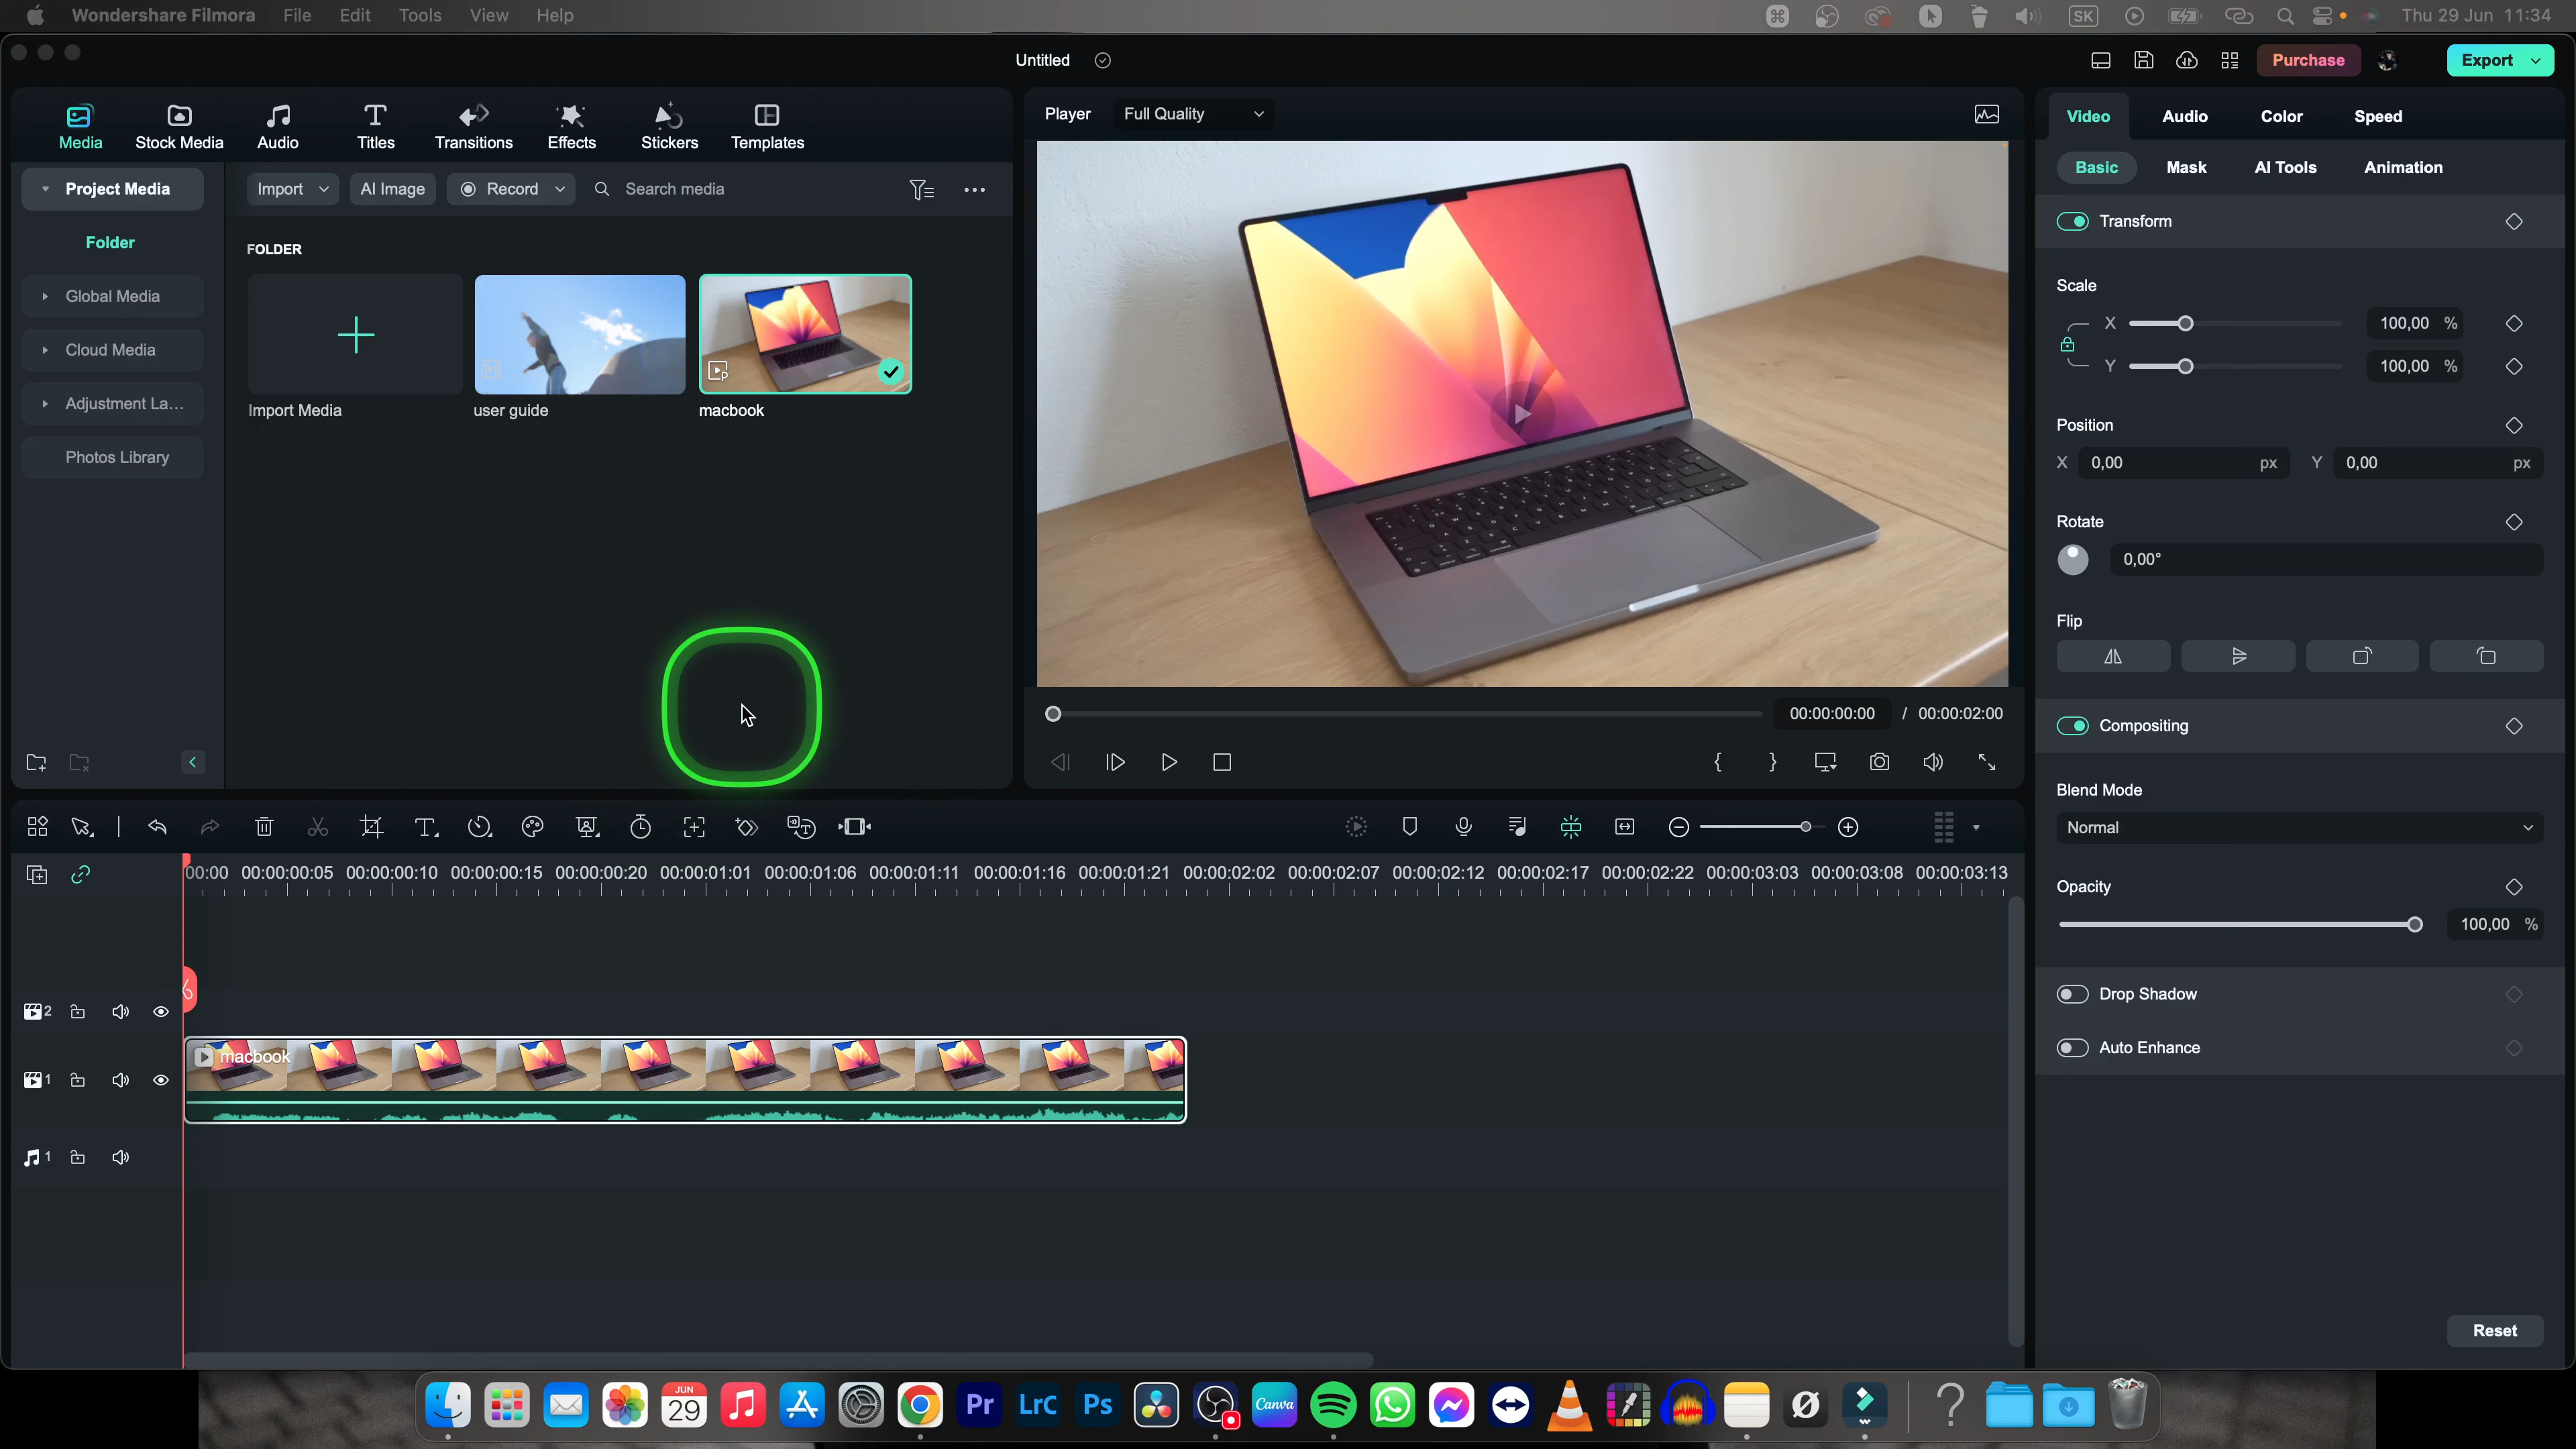 Wondershare Filmora File Edit Tools View Help SK Thu 29 Jun 11:34
Untitled Purchase Export
Media Stock Media Audio Titles Transitions Effects Stickers Templates
Project Media
Folder
Global Media
Cloud Media
Adjustment La...
Photos Library
Import AI Image Record Search media
FOLDER
Import Media user guide macbook
Player Full Quality
00:00:00:00 / 00:00:02:00
Video Audio Color Speed
Basic Mask AI Tools Animation
Transform
Scale
X 100,00 %
Y 100,00 %
Position
X 0,00 px Y 0,00 px
Rotate
0,00°
Flip
Compositing
Blend Mode
Normal
Opacity
100,00 %
Drop Shadow
Auto Enhance
Reset
00:00 00:00:00:05 00:00:00:10 00:00:00:15 00:00:00:20 00:00:01:01 00:00:01:06 00:00:01:11 00:00:01:16 00:00:01:21 00:00:02:02 00:00:02:07 00:00:02:12 00:00:02:17 00:00:02:22 00:00:03:03 00:00:03:08 00:00:03:13
2
1 macbook
1
JUN
29 Pr LrC Ps Canva